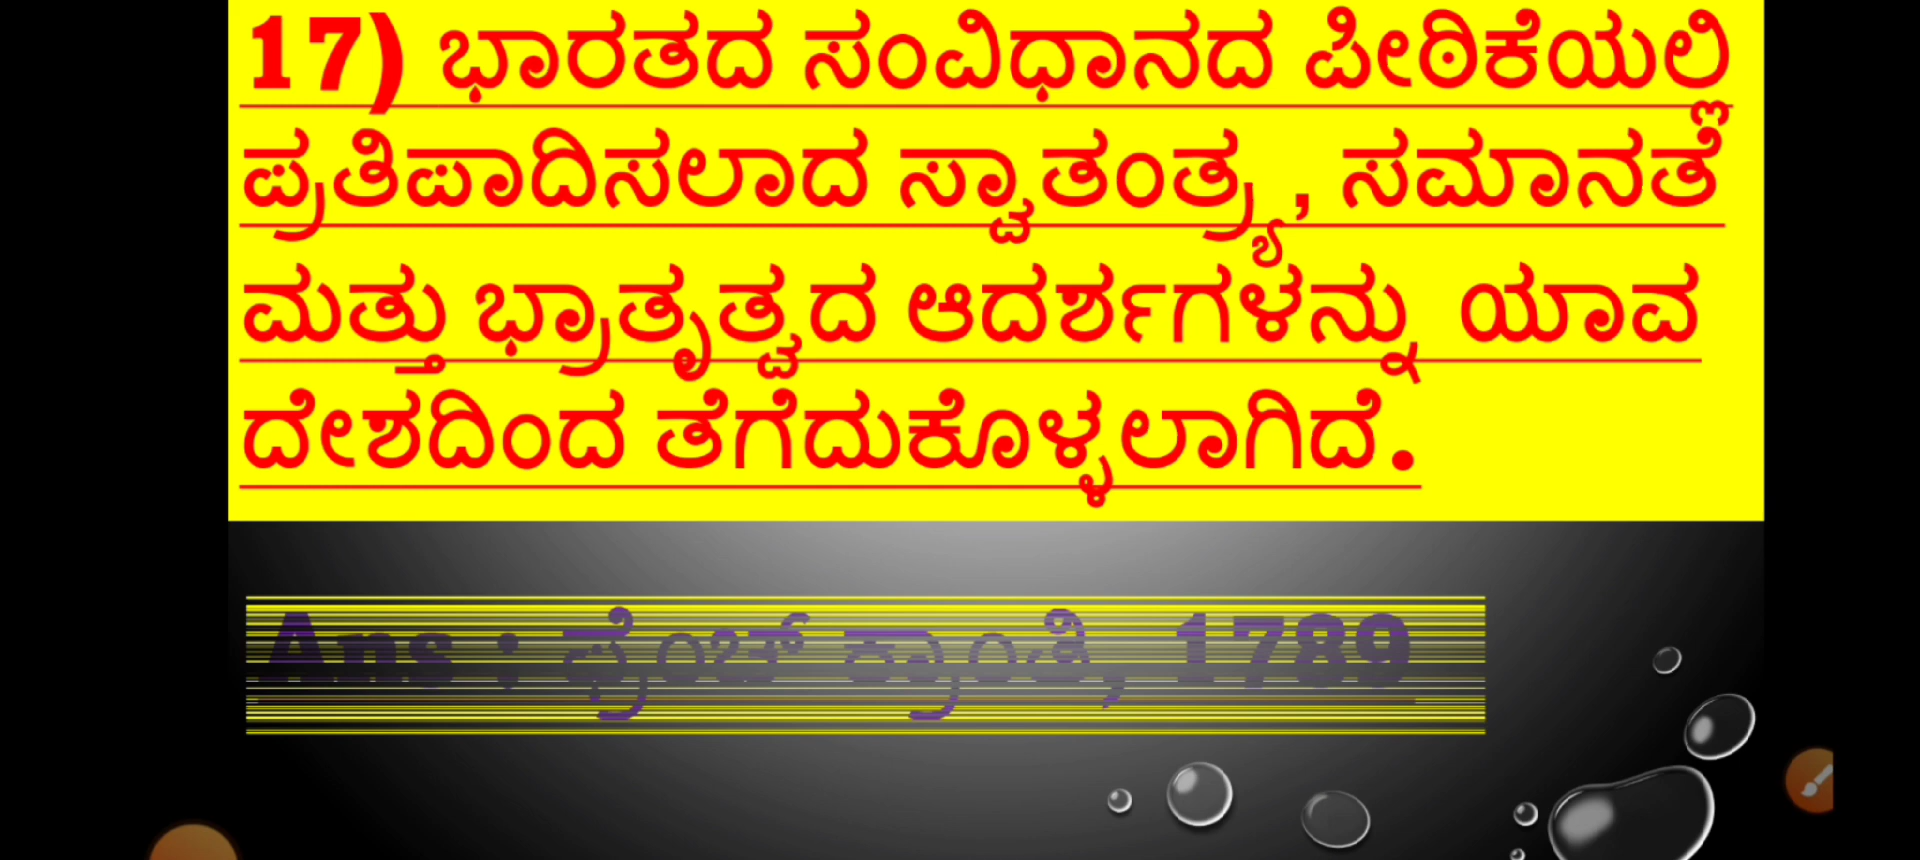 17) ಭಾರತದ ಸಂವಿಧಾನದ ಪೀಠಿಕೆಯಲ್ಲಿ
ಪ್ರತಿಪಾದಿಸಲಾದ ಸ್ವಾತಂತ್ರ್ಯ, ಸಮಾನತೆ
ಮತ್ತು ಭ್ರಾತೃತ್ವದ ಆದರ್ಶಗಳನ್ನು ಯಾವ
ದೇಶದಿಂದ ತೆಗೆದುಕೊಳ್ಳಲಾಗಿದೆ.
Ans : ಫ್ರೆಂಚ್ ಕ್ರಾಂತಿ, 1789